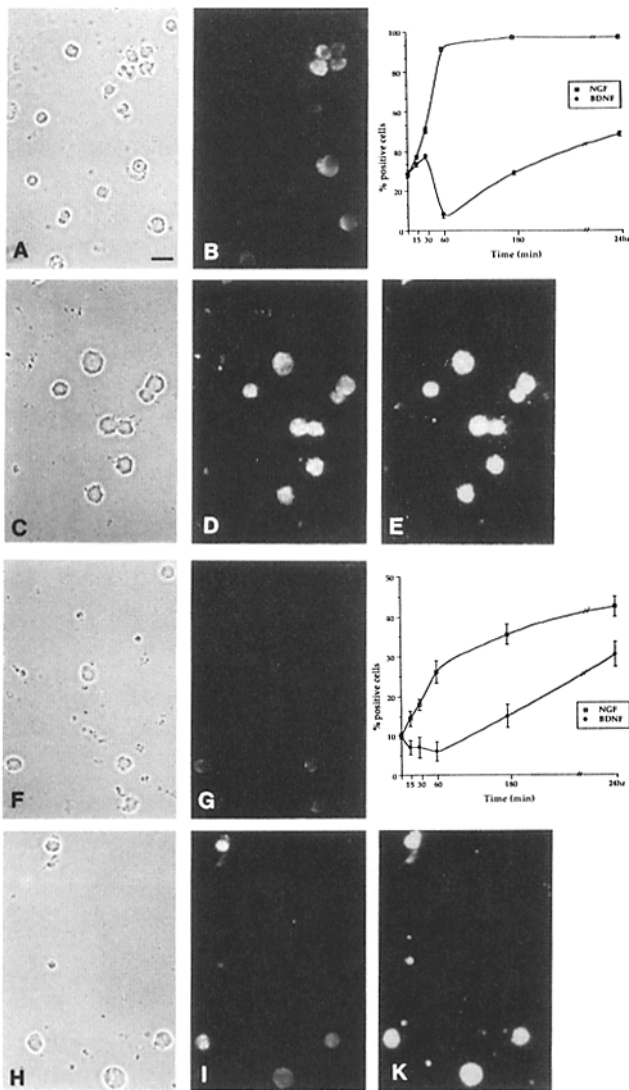 A
B
100
80
60
40
20
0
% positive cells
NGF
BDNF
15 30 60 180 24hr
Time (min)
C
D
E
F
G
50
40
30
20
10
0
% positive cells
NGF
BDNF
15 30 60 180 24hr
Time (min)
H
I
K